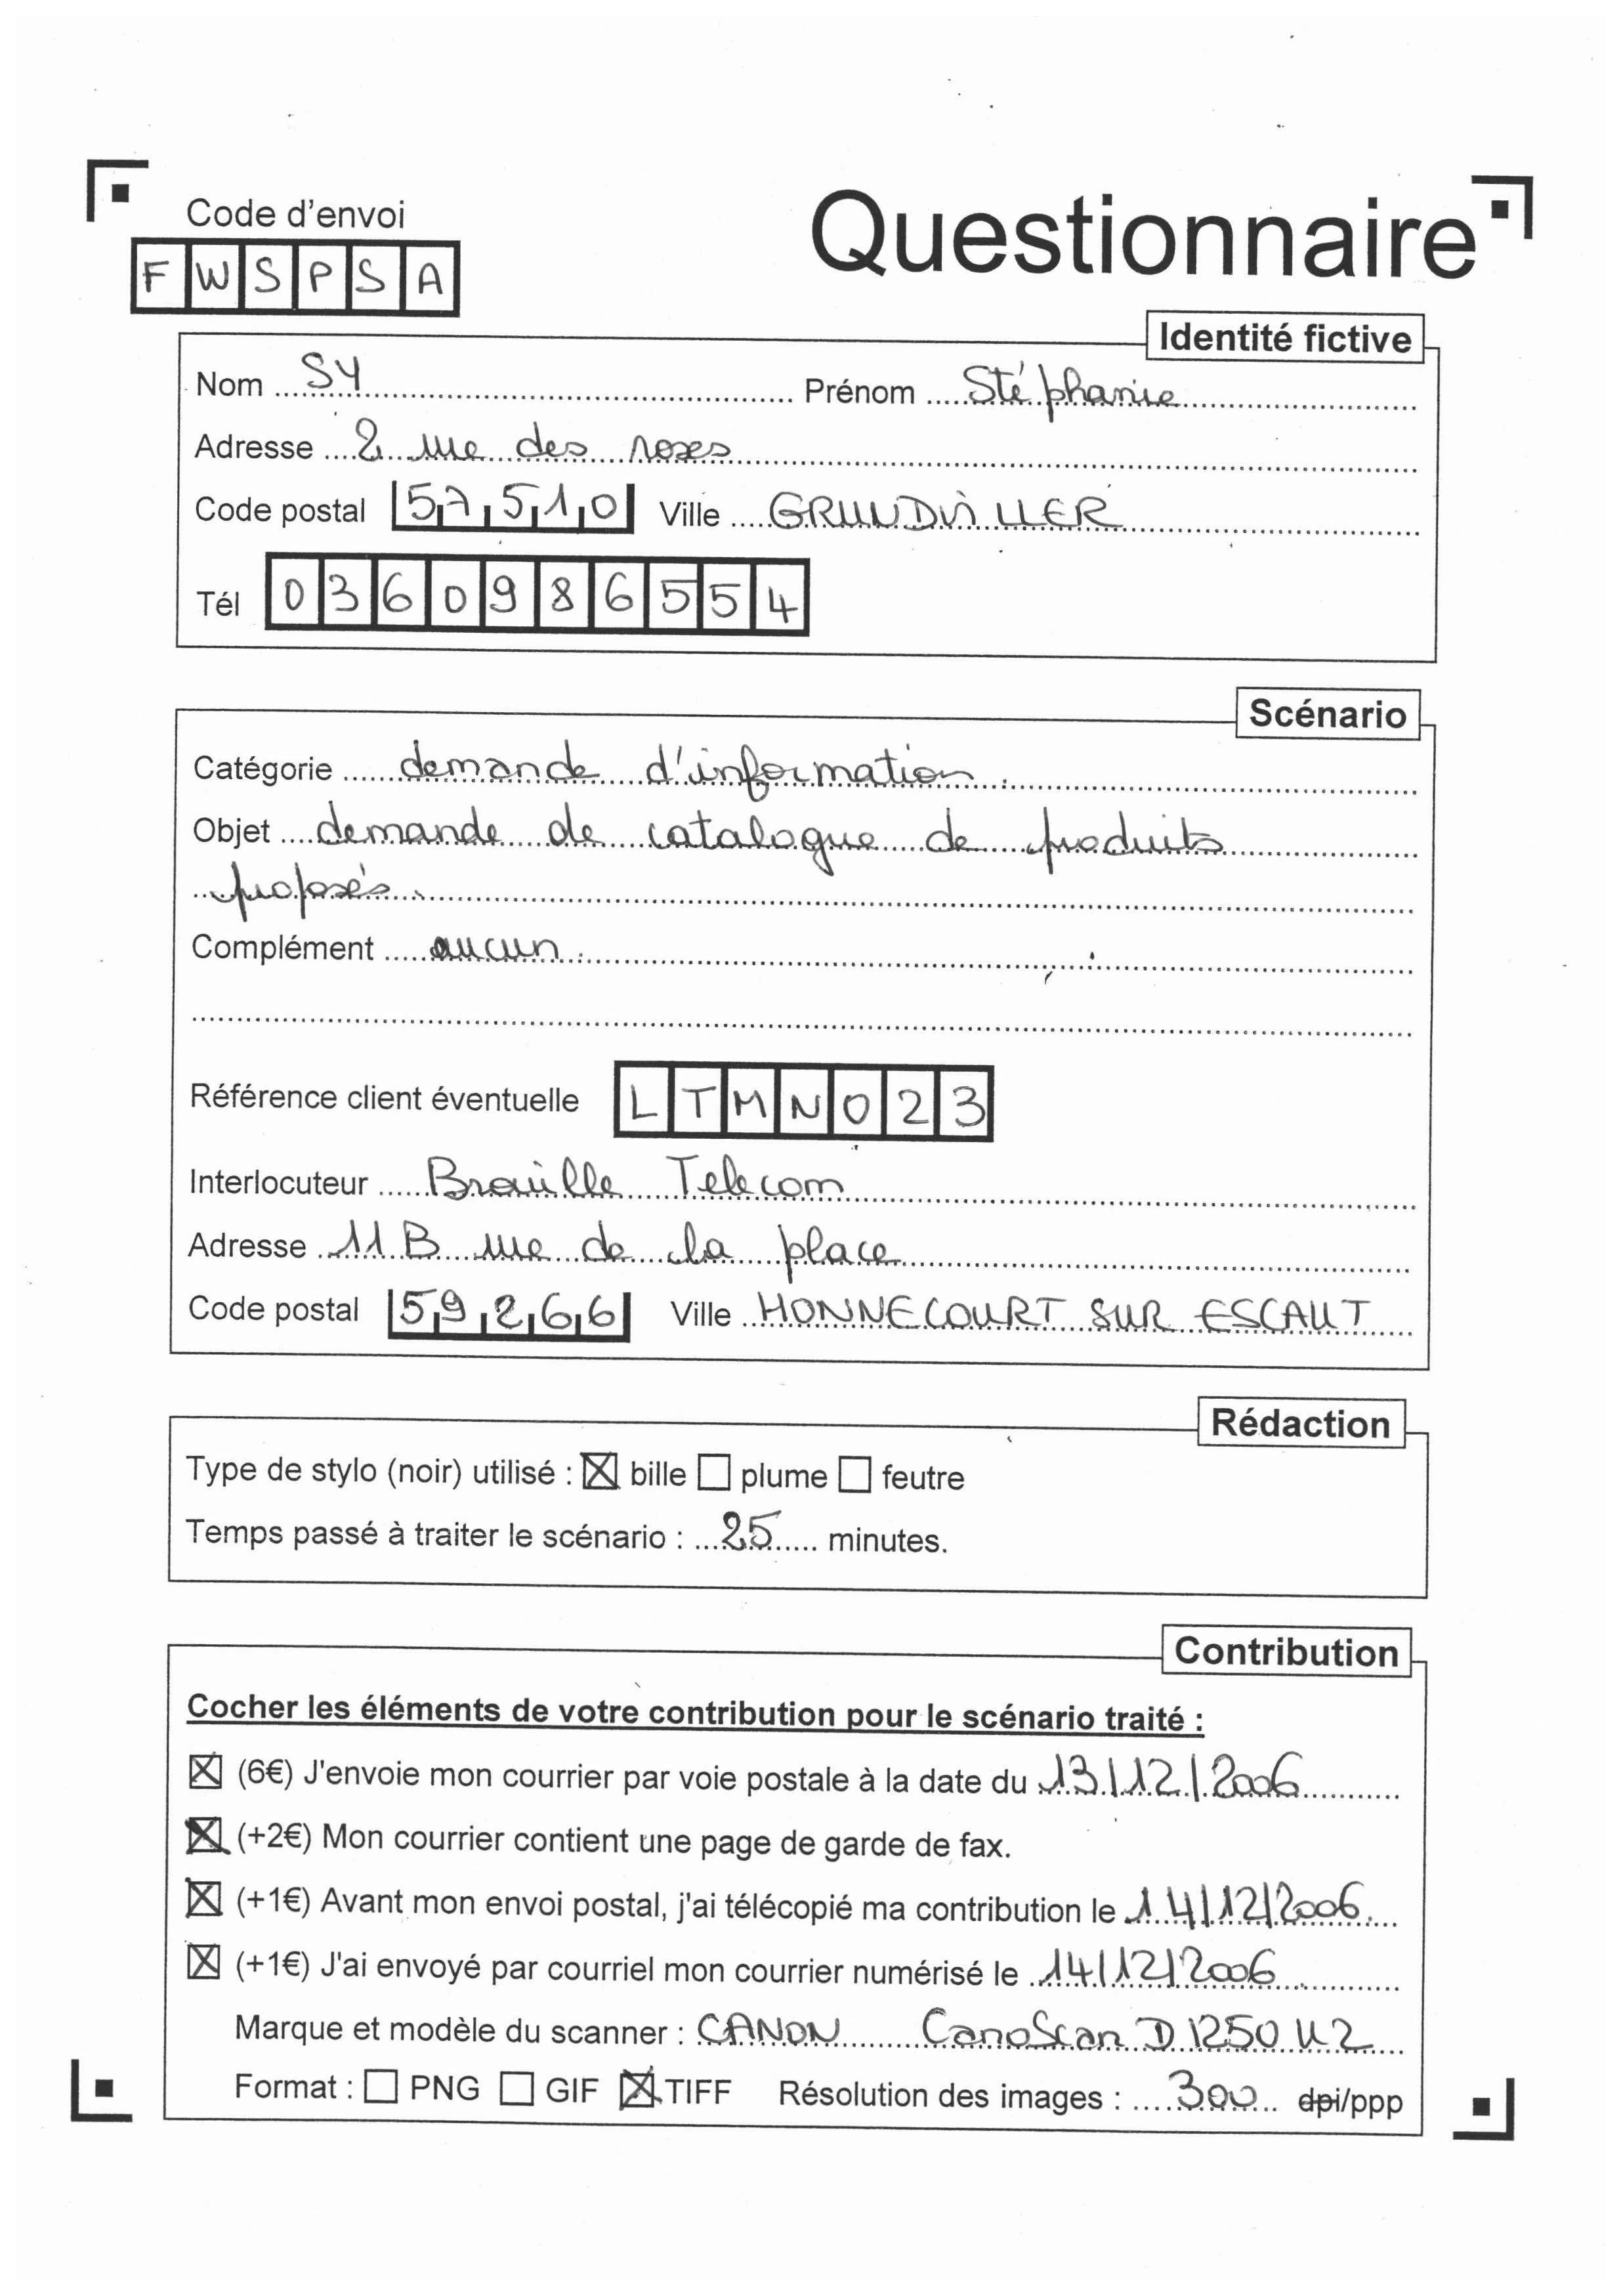 Code d'envoi
FWSPSA
Questionnaire
Identité fictive
Nom SY Prénom Stéphanie
Adresse 2 rue des roses
Code postal 57510 Ville GRUNDVILLER
Tél 0360986554
Scénario
Catégorie demande d'information.
Objet demande de catalogue de produits
proposés.
Complément aucun.
Référence client éventuelle LTMN023
Interlocuteur Braille Telecom
Adresse 11B rue de la place
Code postal 59266 Ville HONNECOURT SUR ESCAUT
Rédaction
Type de stylo (noir) utilisé : ☒ bille ☐ plume ☐ feutre
Temps passé à traiter le scénario : 25 minutes.
Contribution
Cocher les éléments de votre contribution pour le scénario traité :
☒ (6€) J'envoie mon courrier par voie postale à la date du 13/12/2006
☒ (+2€) Mon courrier contient une page de garde de fax.
☒ (+1€) Avant mon envoi postal, j'ai télécopié ma contribution le 14/12/2006.
☒ (+1€) J'ai envoyé par courriel mon courrier numérisé le 14/12/2006
Marque et modèle du scanner : CANON CanoScan D1250 U2
Format : ☐ PNG ☐ GIF ☒ TIFF Résolution des images : 300 dpi/ppp